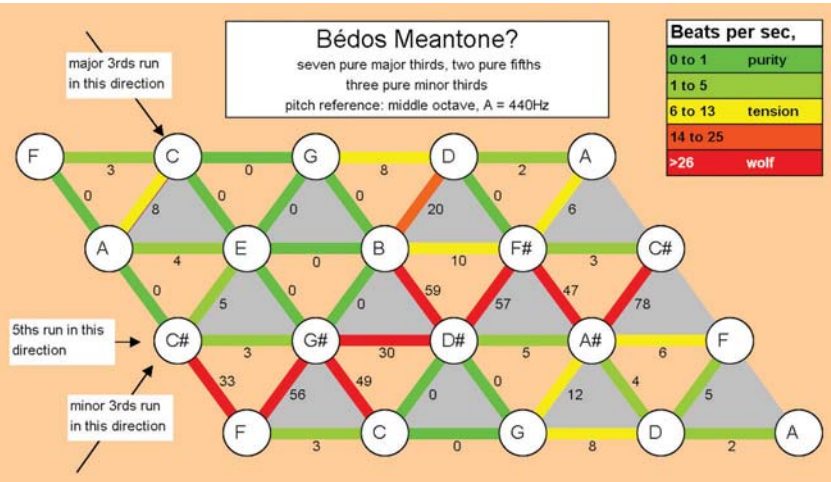 Bédos Meantone?
seven pure major thirds, two pure fifths
three pure minor thirds
pitch reference: middle octave, A = 440Hz
Beats per sec,
0 to 1 purity
1 to 5
6 to 13 tension
14 to 25
>26 wolf
major 3rds run
in this direction
F C G D A
3 0 8 2
0 8 0 0 0 20 0 6
A E B F# C#
4 0 10 3
0 5 0 0 59 57 47 78
5ths run in this
direction
C# G# D# A# F
3 30 5 6
33 56 49 0 0 12 4 5
minor 3rds run
in this direction
F C G D A
3 0 8 2